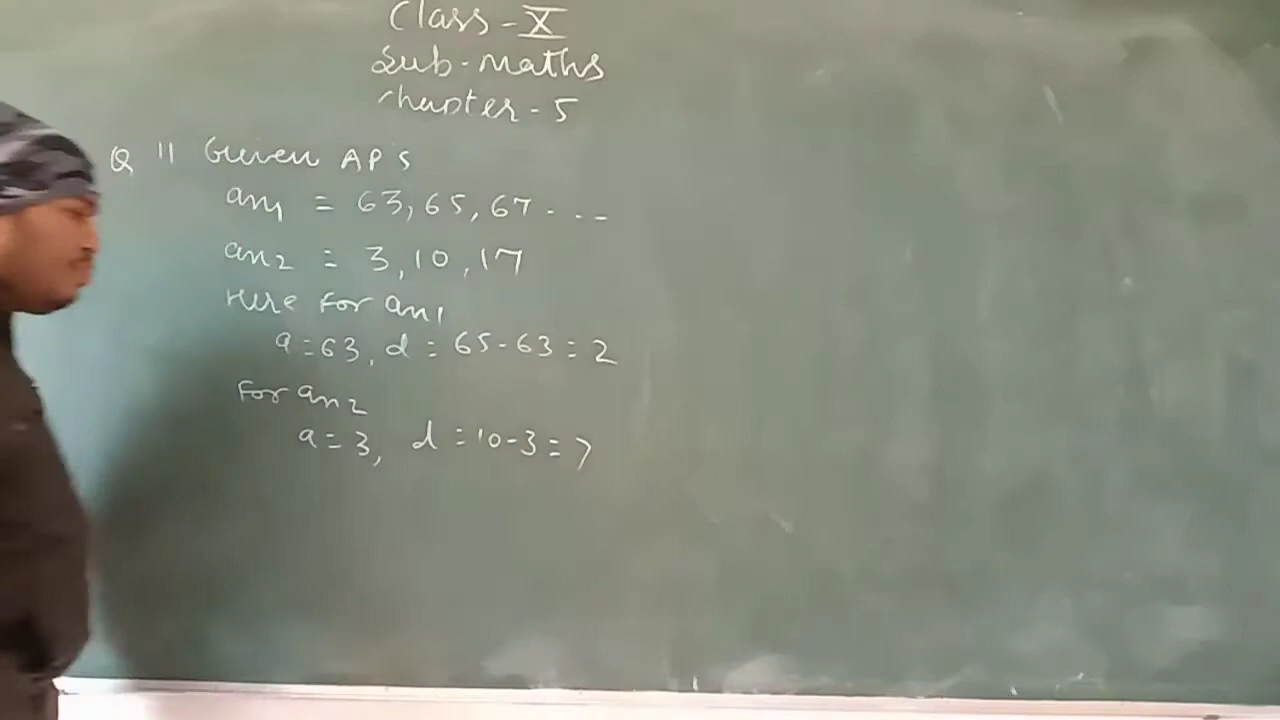 Class - X
Sub - maths
Chapter - 5
Q 11 Given APS
an1 = 63, 65, 67 - - -
an2 = 3, 10, 17
Here for an1
a = 63, d = 65 - 63 = 2
For an2
a = 3, d = 10 - 3 = 7